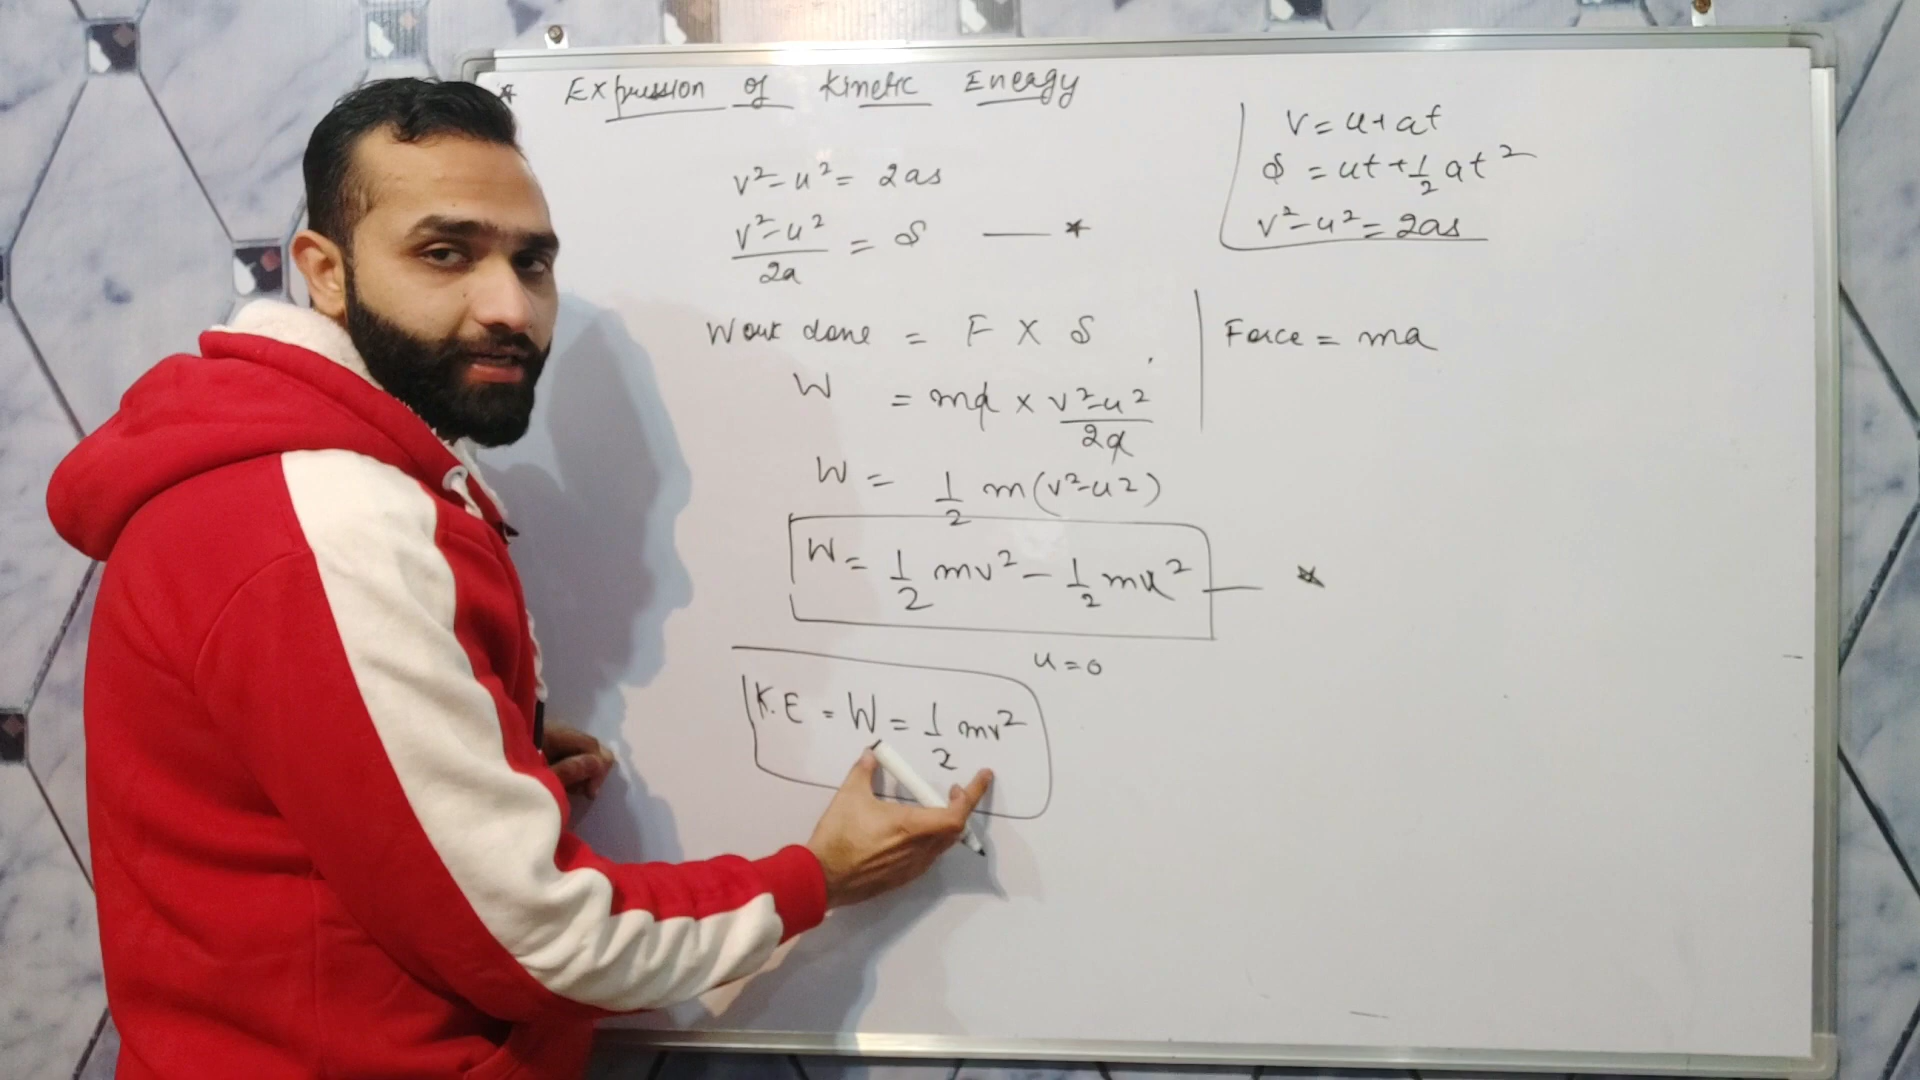 * Expression of Kinetic Energy
v² - u² = 2as
v² - u² / 2a = s — *
Work done = F × s
W = ma × v² - u² / 2a
W = 1/2 m(v² - u²)
W = 1/2 mv² - 1/2 mu² — *
u = 0
K.E = W = 1/2 mv²
v = u + at
s = ut + 1/2 at²
v² - u² = 2as
Force = ma